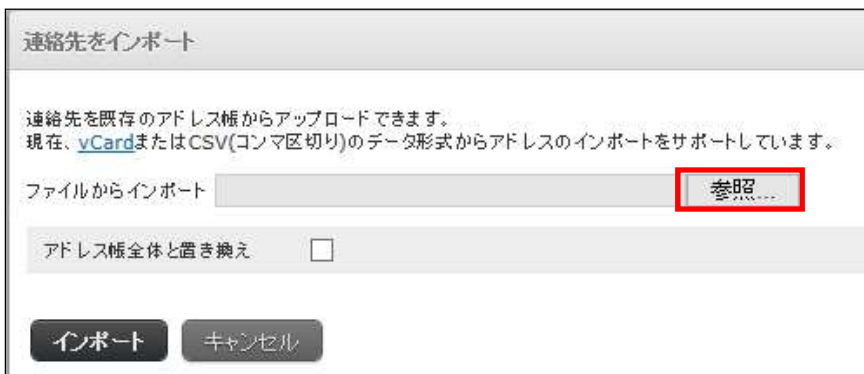 連絡先をインポート
連絡先を既存のアドレス帳からアップロードできます。
現在、vCardまたはCSV(コンマ区切り)のデータ形式からアドレスのインポートをサポートしています。
ファイルからインポート 参照...
アドレス帳全体と置き換え
インポート キャンセル